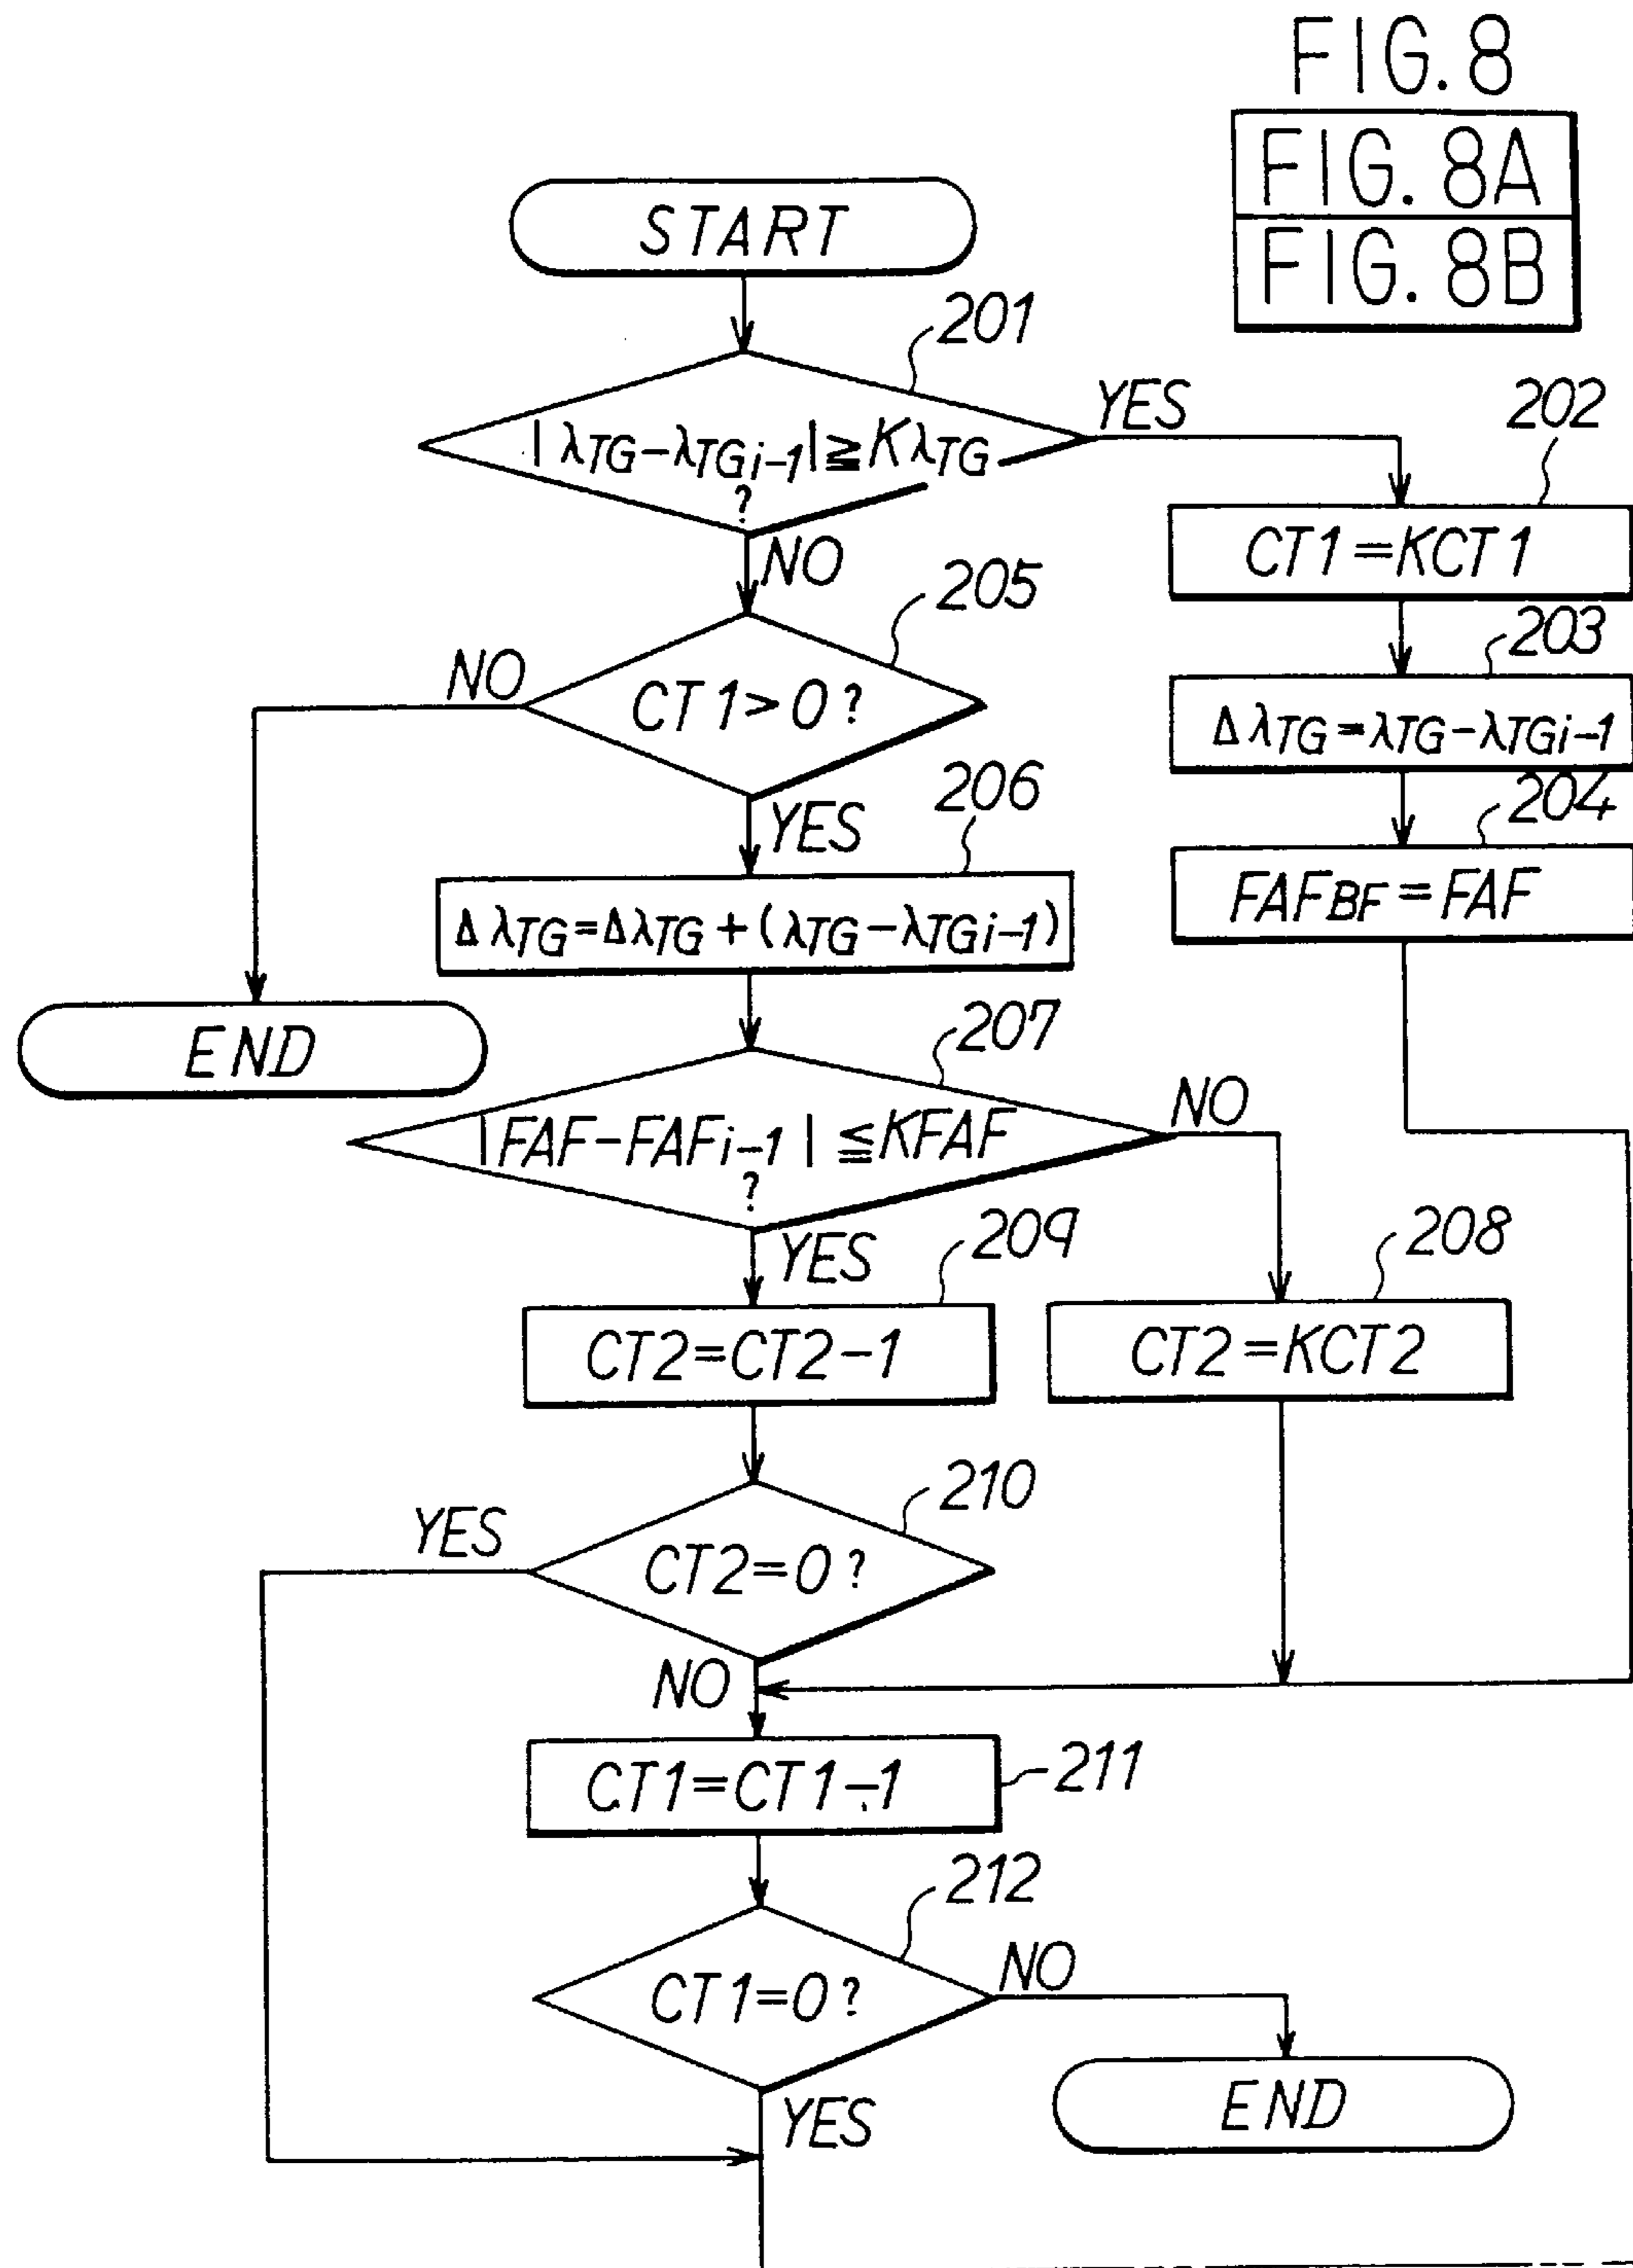 FIG. 8
FIG. 8A
FIG. 8B
START
201
|λTG-λTGi-1|≧KλTG
?
YES
NO
202
CT1=KCT1
203
ΔλTG=λTG-λTGi-1
204
FAFBF=FAF
205
CT1>0?
NO
YES
206
ΔλTG=ΔλTG+(λTG-λTGi-1)
END
207
|FAF-FAFi-1|≦KFAF
?
NO
YES
208
CT2=KCT2
209
CT2=CT2-1
210
CT2=0?
YES
NO
211
CT1=CT1-1
212
CT1=0?
NO
YES
END